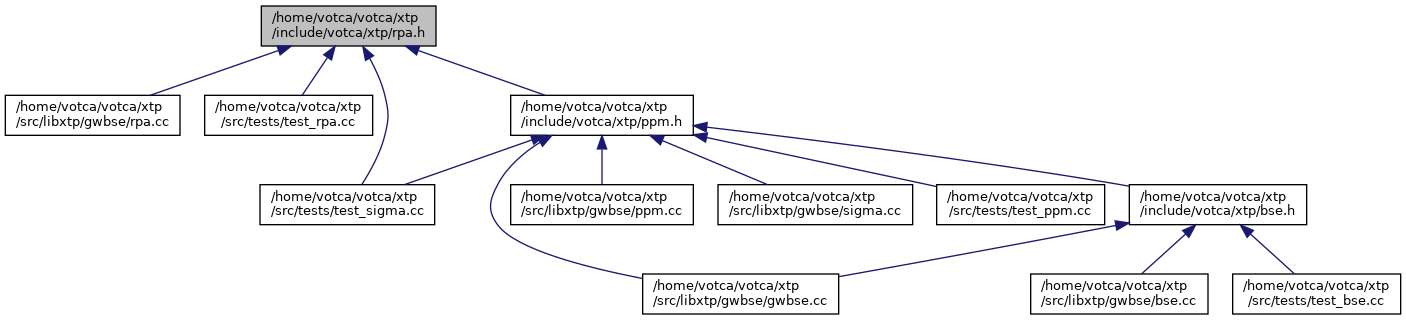 /home/votca/votca/xtp
/include/votca/xtp/rpa.h
/home/votca/votca/xtp
/src/libxtp/gwbse/rpa.cc
/home/votca/votca/xtp
/src/tests/test_rpa.cc
/home/votca/votca/xtp
/include/votca/xtp/ppm.h
/home/votca/votca/xtp
/src/tests/test_sigma.cc
/home/votca/votca/xtp
/src/libxtp/gwbse/ppm.cc
/home/votca/votca/xtp
/src/libxtp/gwbse/sigma.cc
/home/votca/votca/xtp
/src/tests/test_ppm.cc
/home/votca/votca/xtp
/include/votca/xtp/bse.h
/home/votca/votca/xtp
/src/libxtp/gwbse/gwbse.cc
/home/votca/votca/xtp
/src/libxtp/gwbse/bse.cc
/home/votca/votca/xtp
/src/tests/test_bse.cc